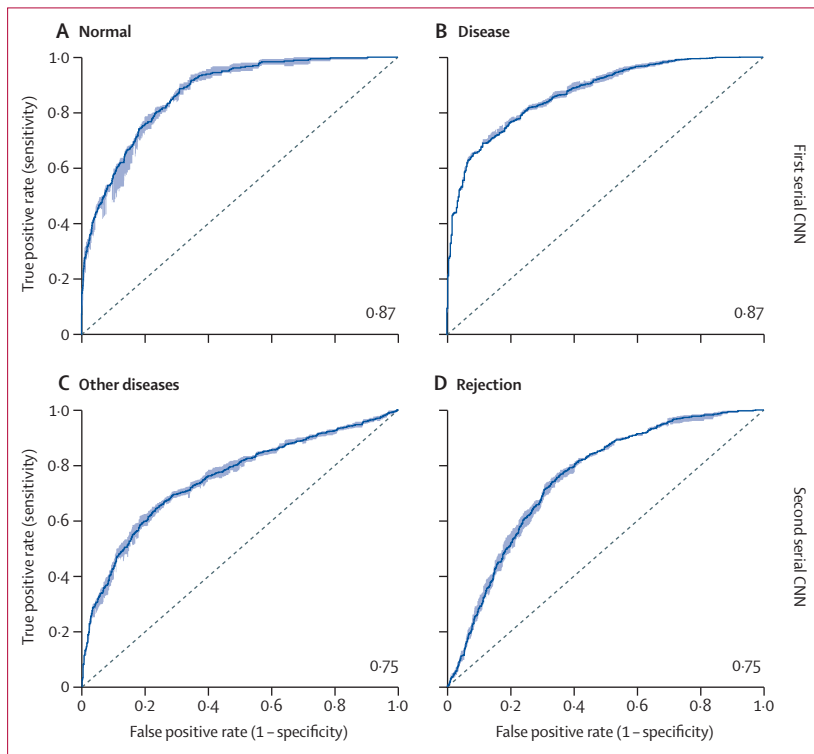 A Normal
B Disease
1·0
0·8
0·6
0·4
0·2
0
True positive rate (sensitivity)
0·87
0·87
First serial CNN
C Other diseases
D Rejection
1·0
0·8
0·6
0·4
0·2
0
True positive rate (sensitivity)
0·75
0·75
Second serial CNN
0 0·2 0·4 0·6 0·8 1·0
0 0·2 0·4 0·6 0·8 1·0
False positive rate (1 – specificity)
False positive rate (1 – specificity)